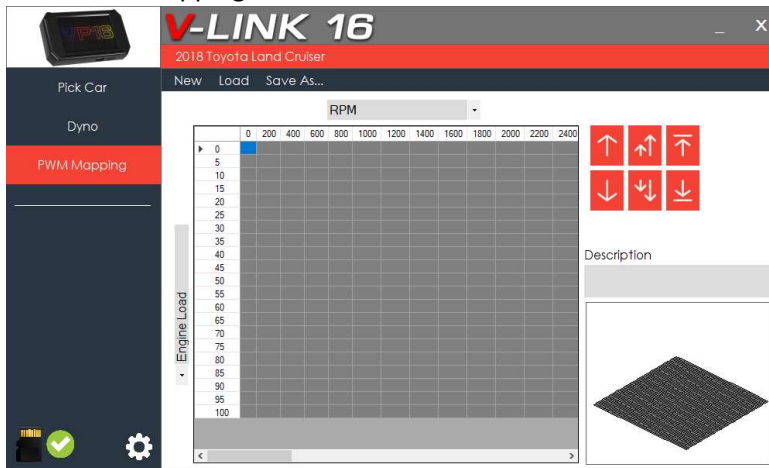 VP18
V-LINK 16
_ X
2018 Toyota Land Cruiser
New Load Save As...
Pick Car
Dyno
PWM Mapping
RPM
0 200 400 600 800 1000 1200 1400 1600 1800 2000 2200 2400
0
5
10
15
20
25
30
35
40
45
50
55
60
65
70
75
80
85
90
95
100
Engine Load
Description